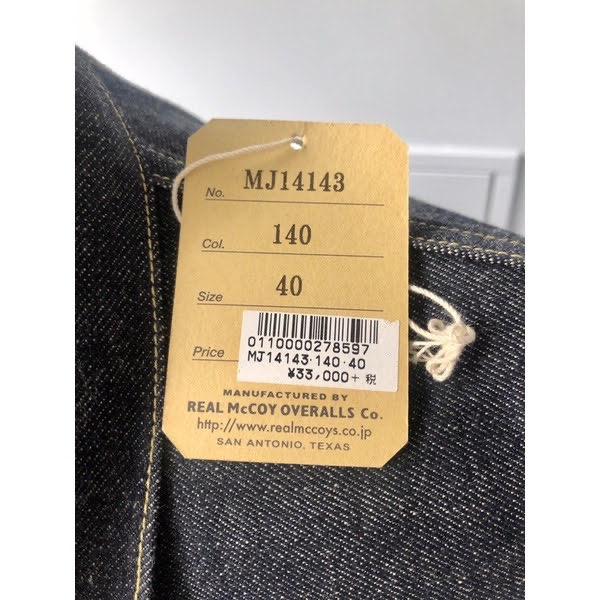 No. MJ14143
Col. 140
Size 40
Price
0110000278597
MJ14143·140·40
¥33,000+ 税
MANUFACTURED BY
REAL McCOY OVERALLS Co.
http://www.realmccoys.co.jp
SAN ANTONIO, TEXAS